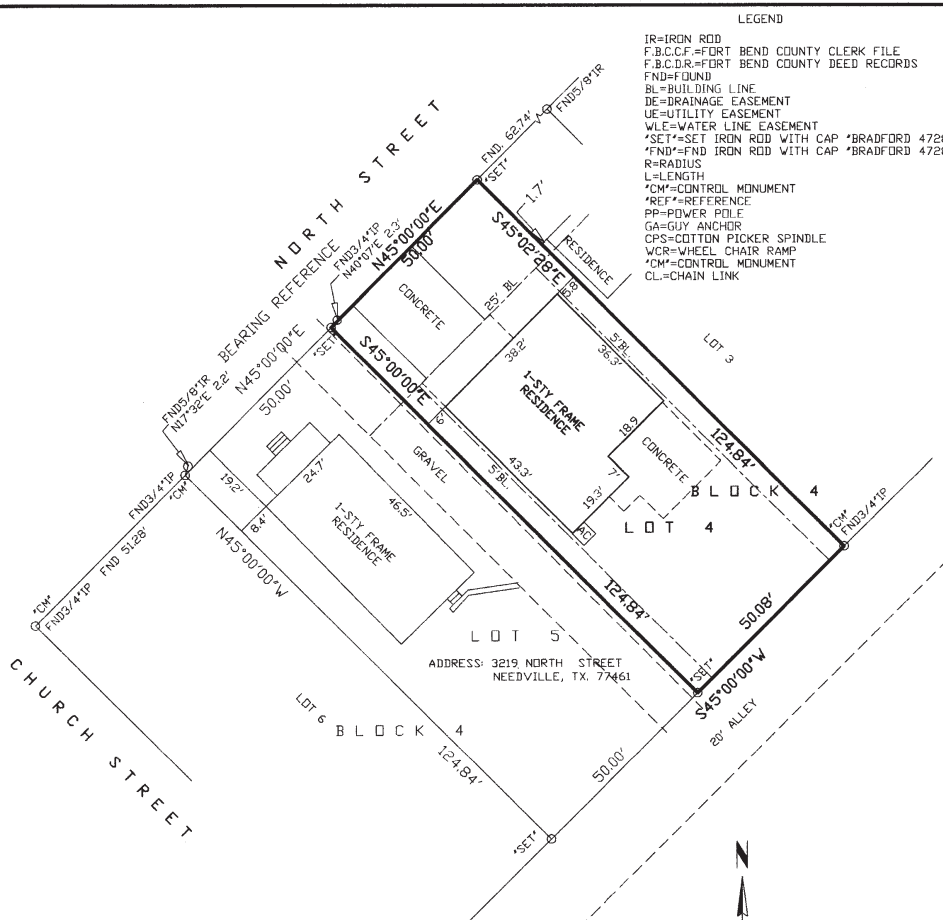 LEGEND
IR=IRON ROD
F.B.C.C.F.=FORT BEND COUNTY CLERK FILE
F.B.C.D.R.=FORT BEND COUNTY DEED RECORDS
FND=FOUND
BL=BUILDING LINE
DE=DRAINAGE EASEMENT
UE=UTILITY EASEMENT
WLE=WATER LINE EASEMENT
"SET"=SET IRON ROD WITH CAP "BRADFORD 4728
"FND"=FND IRON ROD WITH CAP "BRADFORD 4728
R=RADIUS
L=LENGTH
"CM"=CONTROL MONUMENT
"REF"=REFERENCE
PP=POWER POLE
GA=GUY ANCHOR
CPS=COTTON PICKER SPINDLE
WCR=WHEEL CHAIR RAMP
"CM"=CONTROL MONUMENT
CL.=CHAIN LINK
NORTH STREET
BEARING REFERENCE
FND5/8"IR
FND. 62.74'
"SET"
1.7'
N45°00'00"E
50.00'
FND3/4"IP
N40°07'E 2.3'
S45°02'28"E
RESIDENCE
CONCRETE
25' BL
5.8'
LOT 3
5'BL.
36.3'
38.2'
1-STY FRAME
RESIDENCE
N45°00'00"E
50.00'
"SET"
S45°00'00"E
FND5/8"IR
N17°32'E 2.2'
6'
18.9
CONCRETE
7'
124.84'
GRAVEL
43.3'
5'BL.
19.3'
BLOCK 4
LOT 4
AC
"CM"
FND3/4"IP
FND3/4"IP
"CM"
19.2'
24.7'
46.5'
8.4'
1-STY FRAME
RESIDENCE
FND 51.28'
N45°00'00"W
124.84'
50.08'
"CM"
FND3/4"IP
LOT 5
ADDRESS: 3219 NORTH STREET
NEEDVILLE, TX. 77461
"SET"
S45°00'00"W
20' ALLEY
CHURCH STREET
LOT 6
BLOCK 4
124.84'
50.00'
"SET"
N